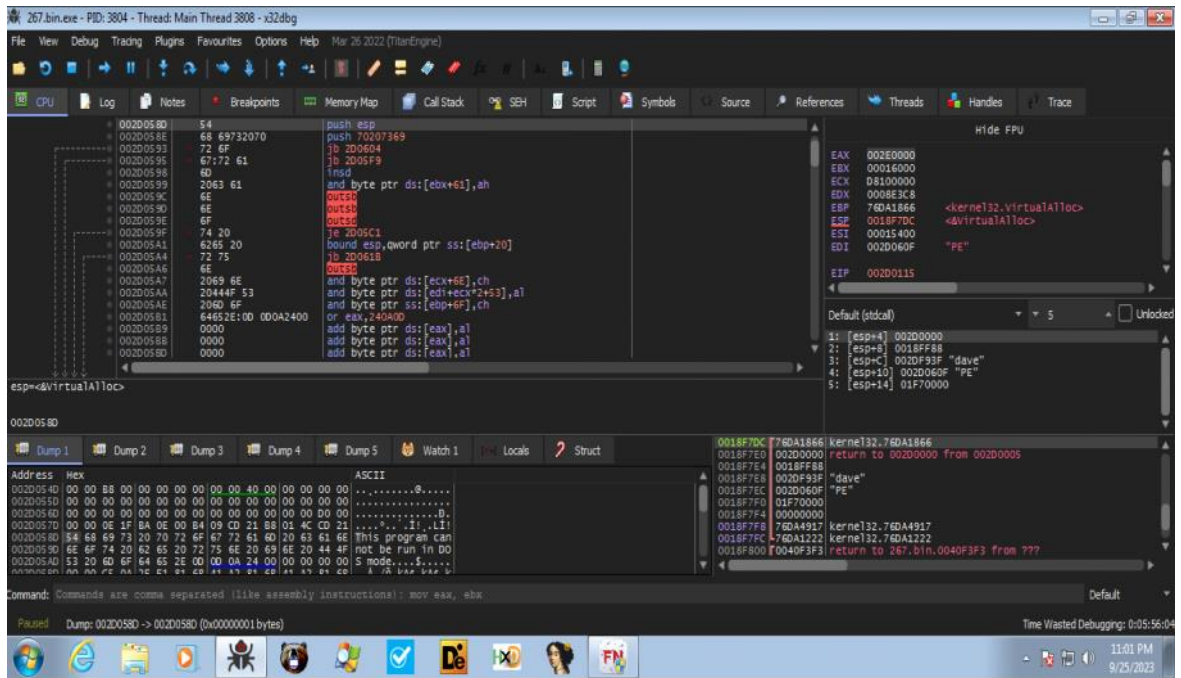 267.bin.exe - PID: 3804 - Thread: Main Thread 3808 - x32dbg
File View Debug Tracing Plugins Favourites Options Help Mar 26 2022 (TitanEngine)
CPU Log Notes Breakpoints Memory Map Call Stack SEH Script Symbols Source References Threads Handles Trace
002D058D 54 push esp
002D058E 68 69732070 push 70207369
002D0593 72 6F jb 2D0604
002D0595 67:72 61 jb 2D05F9
002D0598 6D insd
002D0599 2063 61 and byte ptr ds:[ebx+61],ah
002D059C 6E outsb
002D059D 6E outsb
002D059E 6F outsd
002D059F 74 20 je 2D05C1
002D05A1 6265 20 bound esp,qword ptr ss:[ebp+20]
002D05A4 72 75 jb 2D061B
002D05A6 6E outsb
002D05A7 2069 6E and byte ptr ds:[ecx+6E],ch
002D05AA 20444F 53 and byte ptr ds:[edi+ecx*2+53],al
002D05AE 206D 6F and byte ptr ss:[ebp+6F],ch
002D05B1 64652E:0D 0D0A2400 or eax,240A0D
002D05B9 0000 add byte ptr ds:[eax],al
002D05BB 0000 add byte ptr ds:[eax],al
002D05BD 0000 add byte ptr ds:[eax],al
esp=<&VirtualAlloc>
002D058D
Hide FPU
EAX 002E0000
EBX 00016000
ECX D8100000
EDX 0008E3C8
EBP 76DA1866 <kernel32.VirtualAlloc>
ESP 0018F7DC <&VirtualAlloc>
ESI 00015400
EDI 002D060F "PE"
EIP 002D0115
Default (stdcall) 5 Unlocked
1: [esp+4] 002D0000
2: [esp+8] 0018FF88
3: [esp+C] 002DF93F "dave"
4: [esp+10] 002D060F "PE"
5: [esp+14] 01F70000
Dump 1 Dump 2 Dump 3 Dump 4 Dump 5 Watch 1 Locals Struct
Address Hex ASCII
002D054D 00 00 B8 00 00 00 00 00 00 00 40 00 00 00 00 00 ..¸.......@.....
002D055D 00 00 00 00 00 00 00 00 00 00 00 00 00 00 00 00 ................
002D056D 00 00 00 00 00 00 00 00 00 00 00 00 00 00 D0 00 ..............Ð.
002D057D 00 00 0E 1F BA 0E 00 B4 09 CD 21 B8 01 4C CD 21 ....º..´.Í!¸.LÍ!
002D058D 54 68 69 73 20 70 72 6F 67 72 61 6D 20 63 61 6E This program can
002D059D 6E 6F 74 20 62 65 20 72 75 6E 20 69 6E 20 44 4F not be run in DO
002D05AD 53 20 6D 6F 64 65 2E 0D 0D 0A 24 00 00 00 00 00 S mode....$.....
0018F7DC 76DA1866 kernel32.76DA1866
0018F7E0 002D0000 return to 002D0000 from 002D0005
0018F7E4 0018FF88
0018F7E8 002DF93F "dave"
0018F7EC 002D060F "PE"
0018F7F0 01F70000
0018F7F4 00000000
0018F7F8 76DA4917 kernel32.76DA4917
0018F7FC 76DA1222 kernel32.76DA1222
0018F800 0040F3F3 return to 267.bin.0040F3F3 from ???
Command: Commands are comma separated (like assembly instructions): mov eax, ebx Default
Paused Dump: 002D058D -> 002D058D (0x00000001 bytes) Time Wasted Debugging: 0:05:56:04
De HXD FN
11:01 PM
9/25/2023